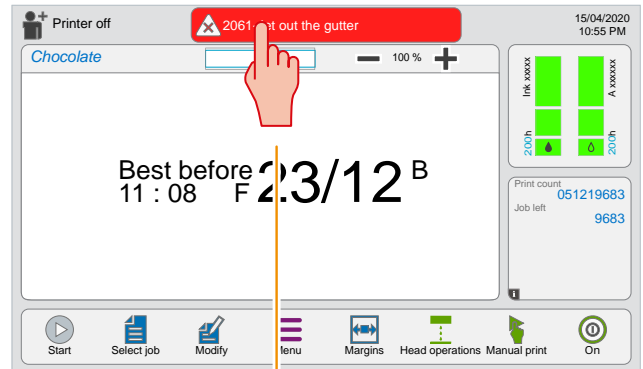 Printer off
2061-Jet out the gutter
15/04/2020
10:55 PM
Chocolate
100 %
Best before
11 : 08 F 23/12 B
Ink xxxxx
A xxxxxx
200h
200h
Print count
051219683
Job left
9683
i
Start
Select job
Modify
Menu
Margins
Head operations
Manual print
On